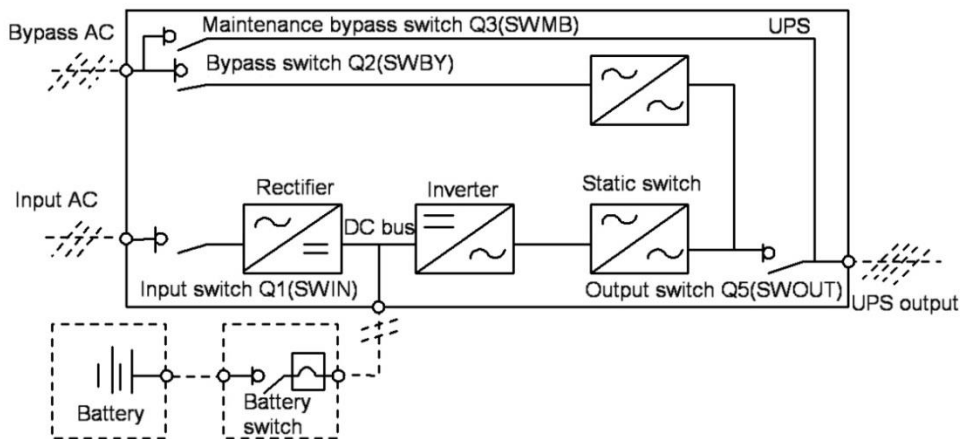 Maintenance bypass switch Q3(SWMB)
UPS
Bypass AC
Bypass switch Q2(SWBY)
Rectifier
Inverter
Static switch
Input AC
DC bus
Input switch Q1(SWIN)
Output switch Q5(SWOUT)
UPS output
Battery
Battery
switch